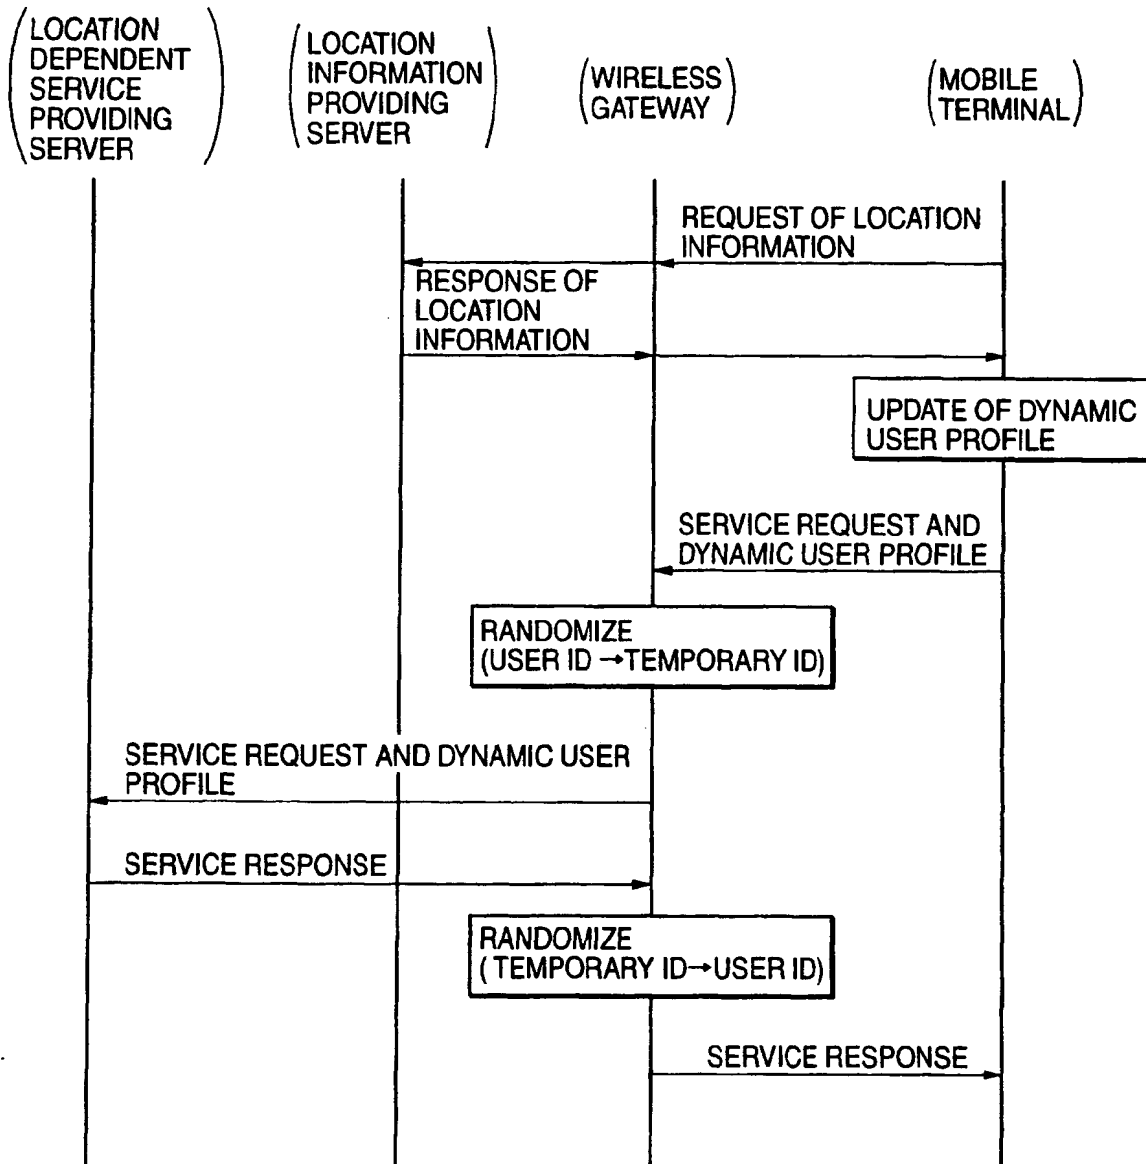 LOCATION
DEPENDENT
SERVICE
PROVIDING
SERVER
LOCATION
INFORMATION
PROVIDING
SERVER
(WIRELESS
GATEWAY)
(MOBILE
TERMINAL)
REQUEST OF LOCATION
INFORMATION
RESPONSE OF
LOCATION
INFORMATION
UPDATE OF DYNAMIC
USER PROFILE
SERVICE REQUEST AND
DYNAMIC USER PROFILE
RANDOMIZE
(USER ID→TEMPORARY ID)
SERVICE REQUEST AND DYNAMIC USER
PROFILE
SERVICE RESPONSE
RANDOMIZE
( TEMPORARY ID→USER ID)
SERVICE RESPONSE